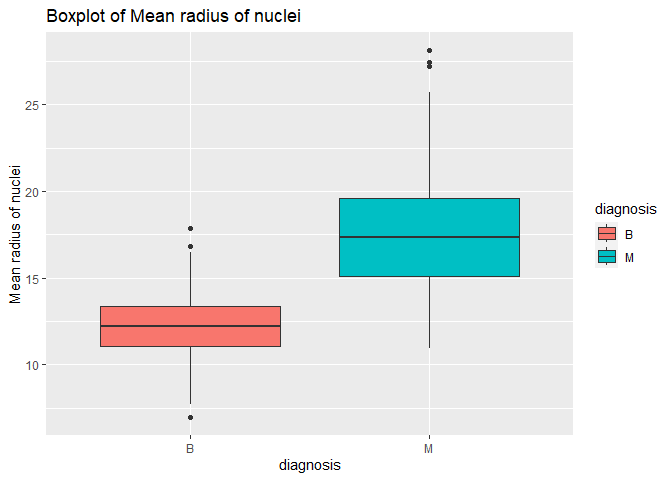 Boxplot of Mean radius of nuclei
Mean radius of nuclei
25
20
15
10
B
M
diagnosis
diagnosis
B
M